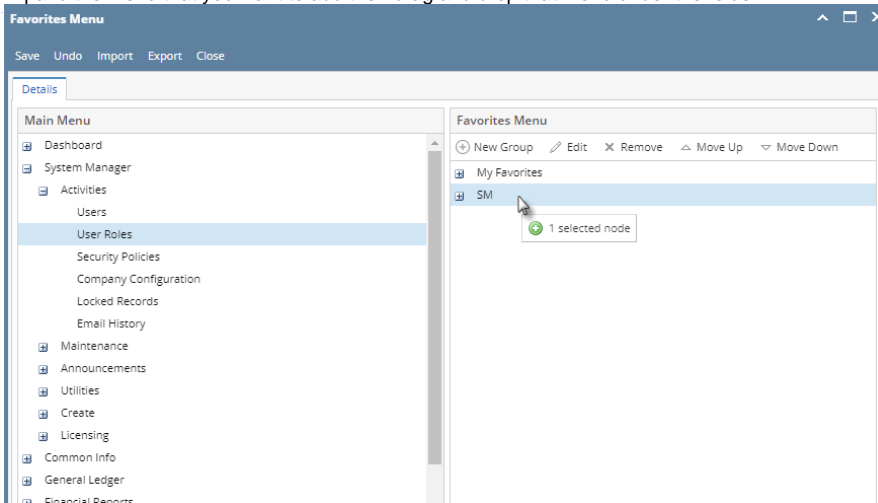 Favorites Menu
Save Undo Import Export Close
Details
Main Menu
Dashboard
System Manager
Activities
Users
User Roles
Security Policies
Company Configuration
Locked Records
Email History
Maintenance
Announcements
Utilities
Create
Licensing
Common Info
General Ledger
Financial Reports
Favorites Menu
New Group Edit Remove Move Up Move Down
My Favorites
SM
1 selected node